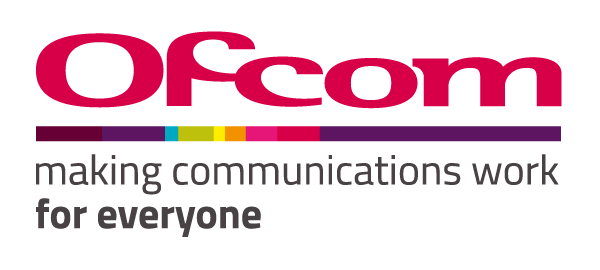 Ofcom
making communications work
for everyone